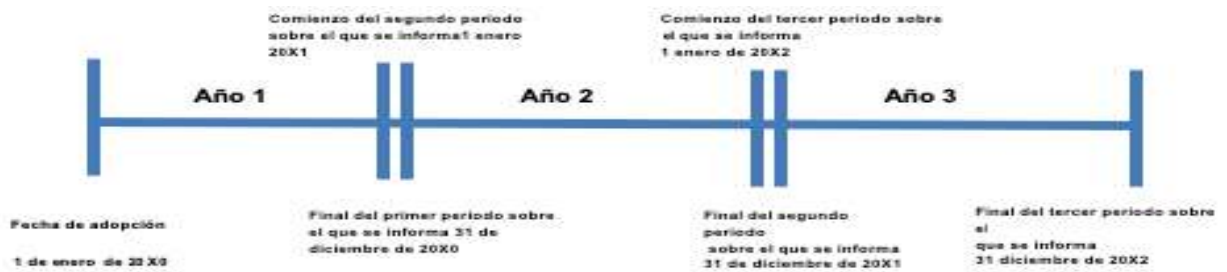 Comienzo del segundo periodo
sobre el que se informa1 enero
20X1
Comienzo del tercer periodo sobre
el que se informa
1 enero de 20X2
Año 1
Año 2
Año 3
Fecha de adopción
1 de enero de 20X0
Final del primer periodo sobre
el que se informa 31 de
diciembre de 20X0
Final del segundo
periodo
sobre el que se informa
31 de diciembre de 20X1
Final del tercer periodo sobre
el
que se informa
31 diciembre de 20X2